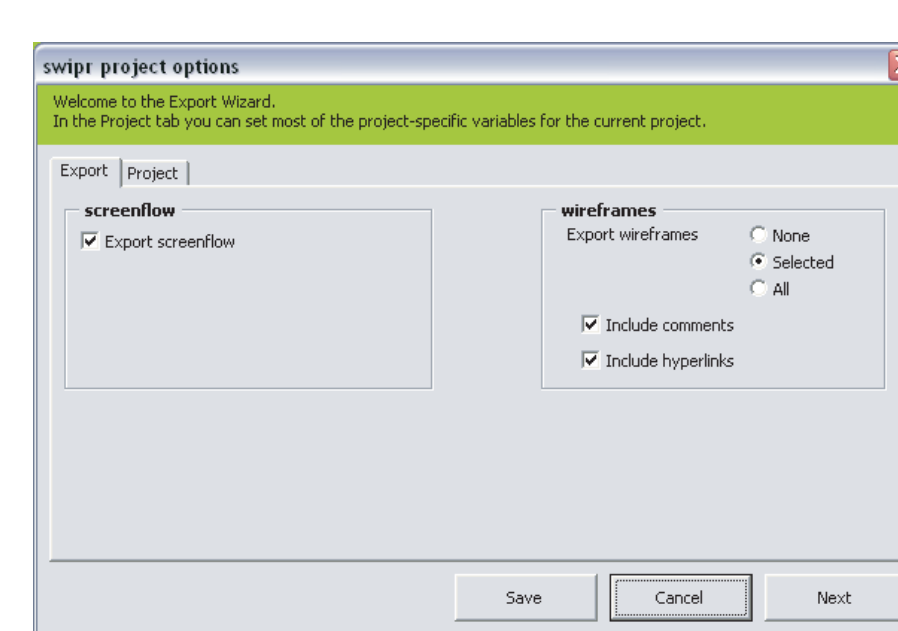 swipr project options
Welcome to the Export Wizard.
In the Project tab you can set most of the project-specific variables for the current project.
Export Project
screenflow
Export screenflow
wireframes
Export wireframes None
Selected
All
Include comments
Include hyperlinks
Save Cancel Next